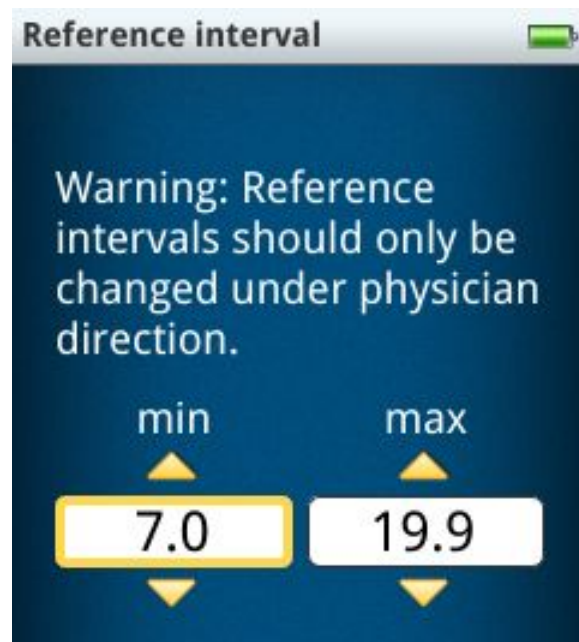 Reference interval
Warning: Reference
intervals should only be
changed under physician
direction.
min max
7.0 19.9